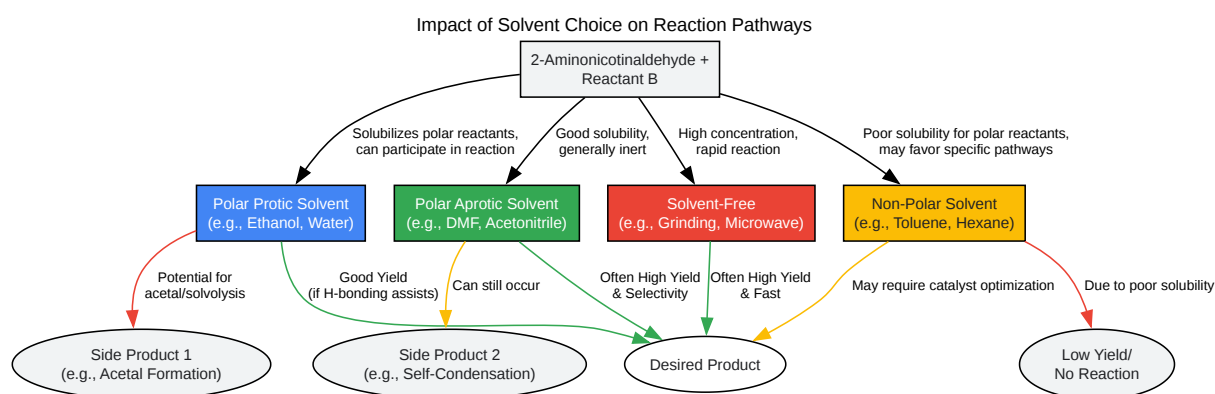 Impact of Solvent Choice on Reaction Pathways
2-Aminonicotinaldehyde +
Reactant B
Solubilizes polar reactants,
can participate in reaction
Good solubility,
generally inert
High concentration,
rapid reaction
Poor solubility for polar reactants,
may favor specific pathways
Polar Protic Solvent
(e.g., Ethanol, Water)
Polar Aprotic Solvent
(e.g., DMF, Acetonitrile)
Solvent-Free
(e.g., Grinding, Microwave)
Non-Polar Solvent
(e.g., Toluene, Hexane)
Potential for
acetal/solvolysis
Good Yield
(if H-bonding assists)
Can still occur
Often High Yield
& Selectivity
Often High Yield
& Fast
May require catalyst optimization
Due to poor solubility
Side Product 1
(e.g., Acetal Formation)
Side Product 2
(e.g., Self-Condensation)
Desired Product
Low Yield/
No Reaction